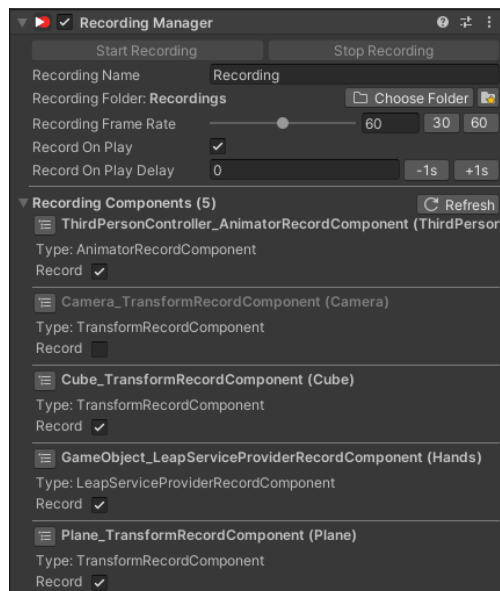 Recording Manager
Start Recording Stop Recording
Recording Name Recording
Recording Folder: Recordings Choose Folder
Recording Frame Rate 60 30 60
Record On Play
Record On Play Delay 0 -1s +1s
Recording Components (5) Refresh
ThirdPersonController_AnimatorRecordComponent (ThirdPerson
Type: AnimatorRecordComponent
Record
Camera_TransformRecordComponent (Camera)
Type: TransformRecordComponent
Record
Cube_TransformRecordComponent (Cube)
Type: TransformRecordComponent
Record
GameObject_LeapServiceProviderRecordComponent (Hands)
Type: LeapServiceProviderRecordComponent
Record
Plane_TransformRecordComponent (Plane)
Type: TransformRecordComponent
Record